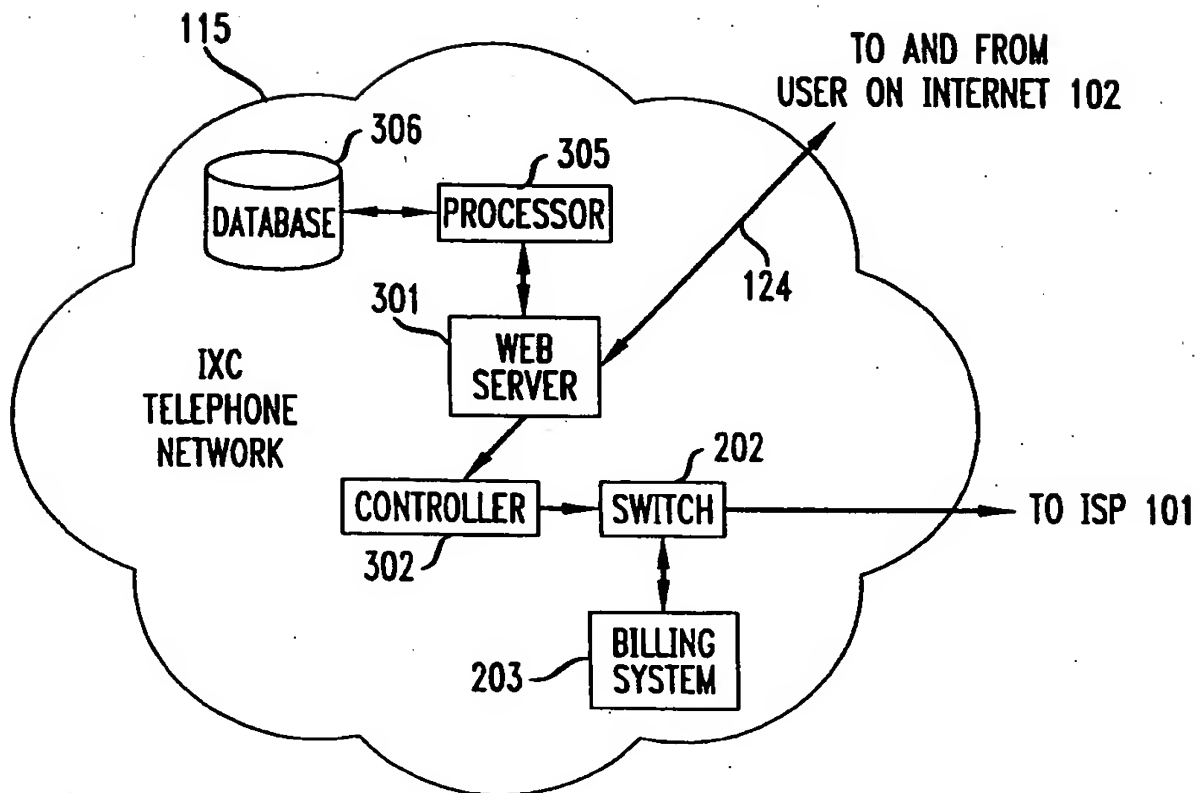 115
TO AND FROM
USER ON INTERNET 102
306
305
DATABASE
PROCESSOR
124
301
WEB
SERVER
IXC
TELEPHONE
NETWORK
202
CONTROLLER
SWITCH
TO ISP 101
302
BILLING
SYSTEM
203